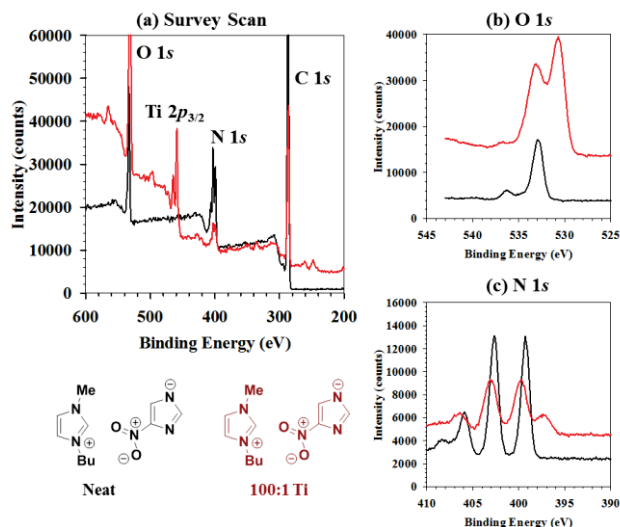 (a) Survey Scan
60000
50000
40000
30000
20000
10000
0
600
500
400
300
200
Intensity (counts)
Binding Energy (eV)
O 1s
Ti 2p3/2
N 1s
C 1s
(b) O 1s
40000
30000
20000
10000
0
545
540
535
530
525
Intensity (counts)
Binding Energy (eV)
(c) N 1s
16000
14000
12000
10000
8000
6000
4000
2000
0
410
405
400
395
390
Intensity (counts)
Binding Energy (eV)
Me
N
N
+
Bu
O
N
+
O
⊖
N
⊖
N
Neat
Me
N
N
+
Bu
O
N
+
O
⊖
N
⊖
N
100:1 Ti